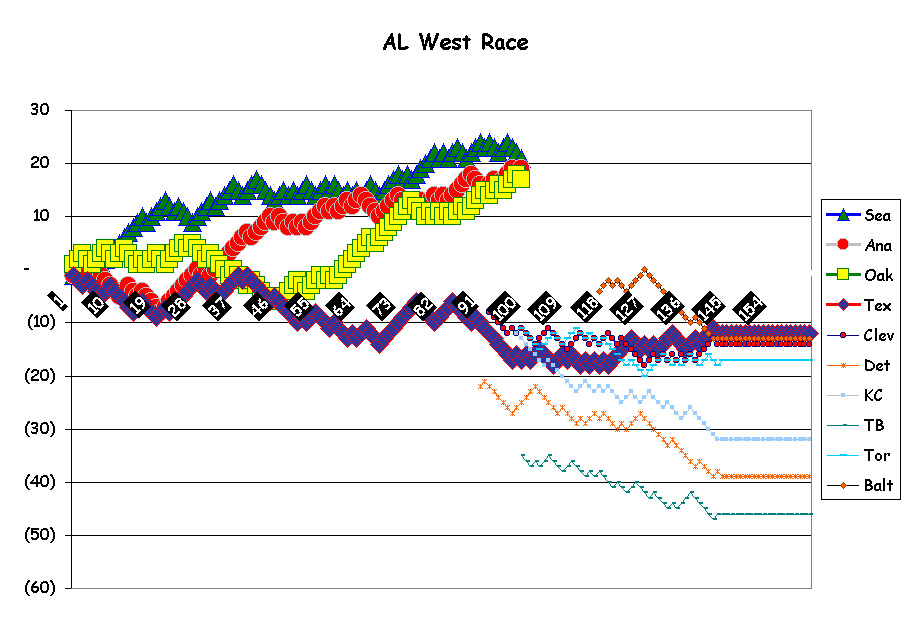 AL West Race
30
20
10
-
(10)
(20)
(30)
(40)
(50)
(60)
1
10
19
28
37
46
55
64
73
82
91
100
109
118
127
136
145
154
Sea
Ana
Oak
Tex
Clev
Det
KC
TB
Tor
Balt